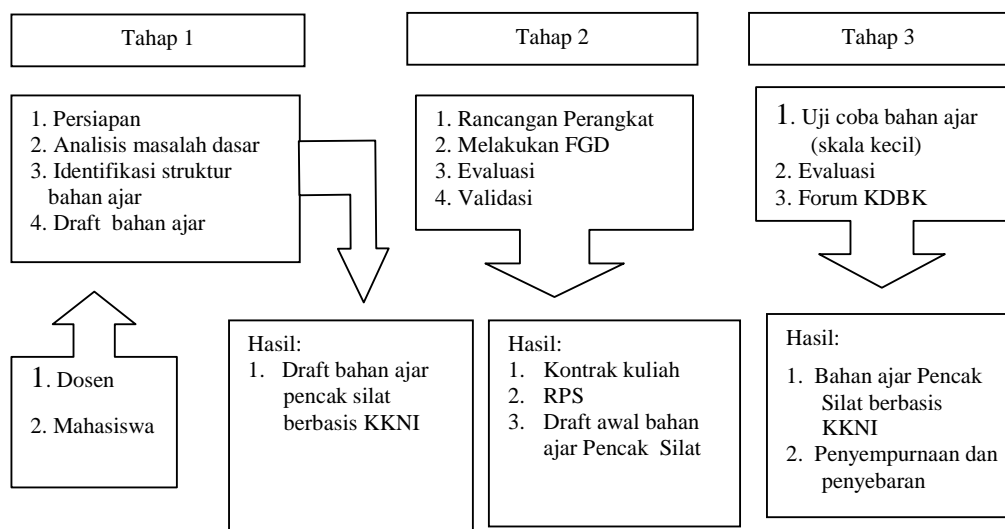 Tahap 1
Tahap 2
Tahap 3
1. Persiapan
2. Analisis masalah dasar
3. Identifikasi struktur
bahan ajar
4. Draft bahan ajar
1. Rancangan Perangkat
2. Melakukan FGD
3. Evaluasi
4. Validasi
1. Uji coba bahan ajar
(skala kecil)
2. Evaluasi
3. Forum KDBK
1. Dosen
2. Mahasiswa
Hasil:
1. Draft bahan ajar
pencak silat
berbasis KKNI
Hasil:
1. Kontrak kuliah
2. RPS
3. Draft awal bahan
ajar Pencak Silat
Hasil:
1. Bahan ajar Pencak
Silat berbasis
KKNI
2. Penyempurnaan dan
penyebaran